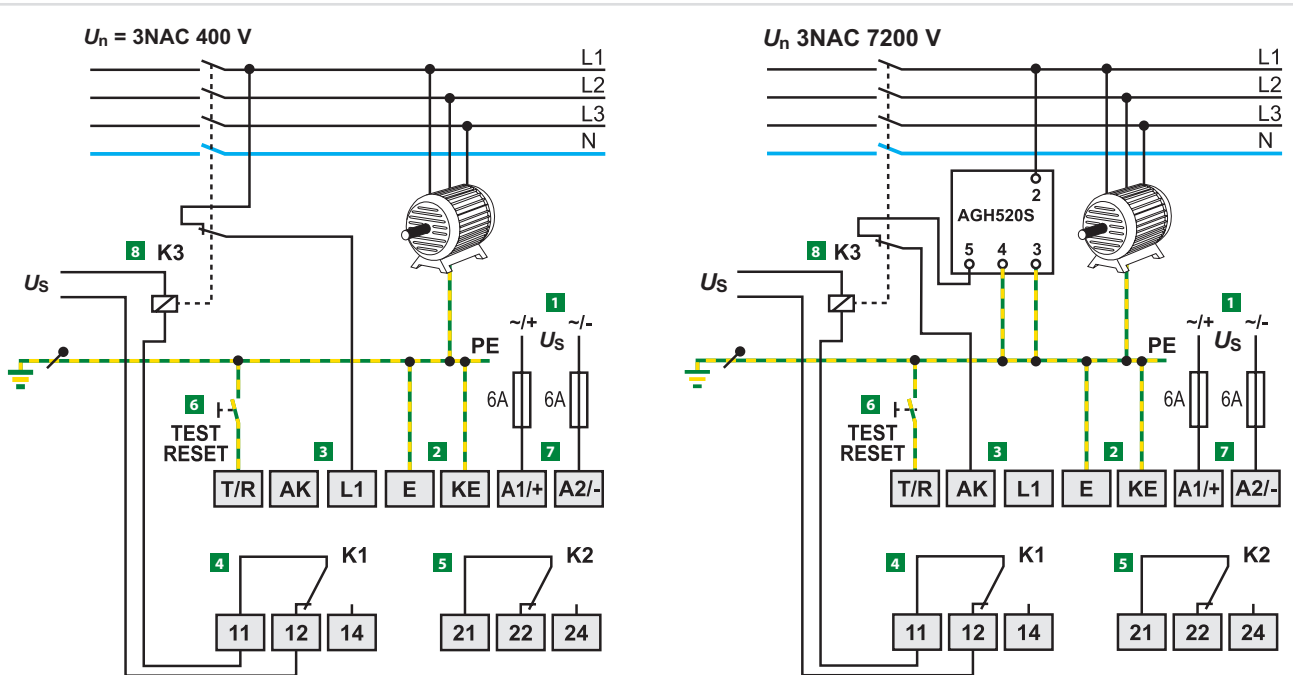 Un = 3NAC 400 V
L1
L2
L3
N
8 K3
US
1
~/+ ~/-
US
PE
6A 6A
6
TEST
RESET
3 2 7
T/R AK L1 E KE A1/+ A2/-
4 K1 5 K2
11 12 14 21 22 24
Un 3NAC 7200 V
L1
L2
L3
N
2
AGH520S
5 4 3
8 K3
US
1
~/+ ~/-
US
PE
6A 6A
6
TEST
RESET
3 2 7
T/R AK L1 E KE A1/+ A2/-
4 K1 5 K2
11 12 14 21 22 24